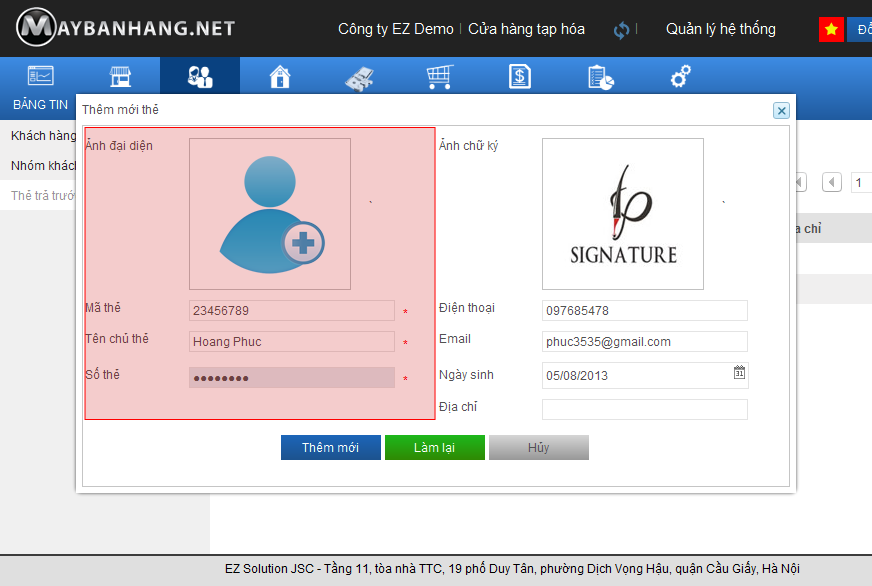 MAYBANHANG.NET
Công ty EZ Demo | Cửa hàng tạp hóa | Quản lý hệ thống
BẢNG TIN
Thêm mới thẻ
Khách hàng
Nhóm khách
Thẻ trả trướ
Ảnh đại diện
Ảnh chữ ký
SIGNATURE
1
a chỉ
Mã thẻ 23456789 *
Điện thoại 097685478
Tên chủ thẻ Hoang Phuc *
Email phuc3535@gmail.com
Số thẻ ●●●●●●●● *
Ngày sinh 05/08/2013
Địa chỉ
Thêm mới Làm lại Hủy
EZ Solution JSC - Tầng 11, tòa nhà TTC, 19 phố Duy Tân, phường Dịch Vọng Hậu, quận Cầu Giấy, Hà Nội